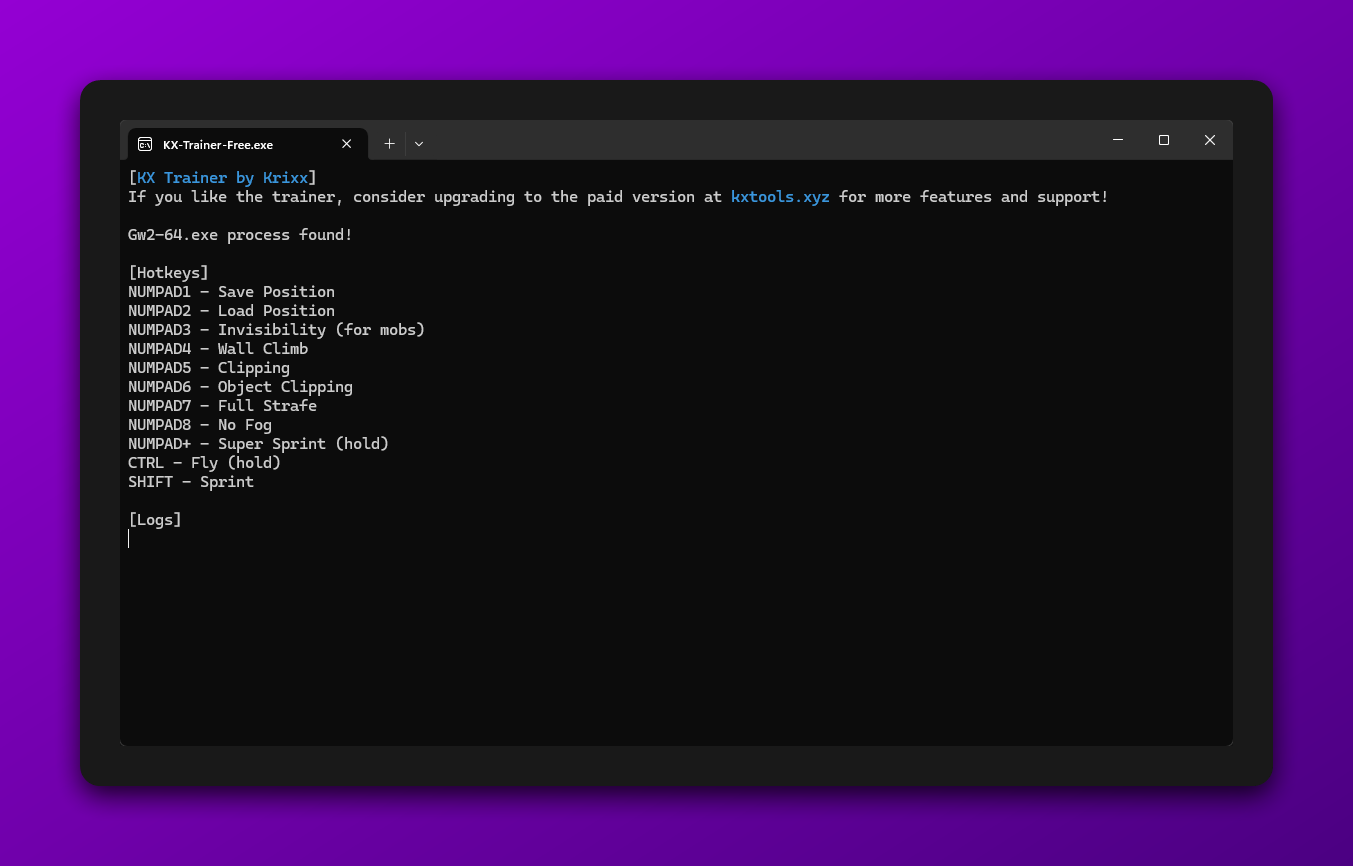 KX-Trainer-Free.exe
[KX Trainer by Krixx]
If you like the trainer, consider upgrading to the paid version at kxtools.xyz for more features and support!
Gw2-64.exe process found!
[Hotkeys]
NUMPAD1 - Save Position
NUMPAD2 - Load Position
NUMPAD3 - Invisibility (for mobs)
NUMPAD4 - Wall Climb
NUMPAD5 - Clipping
NUMPAD6 - Object Clipping
NUMPAD7 - Full Strafe
NUMPAD8 - No Fog
NUMPAD+ - Super Sprint (hold)
CTRL - Fly (hold)
SHIFT - Sprint
[Logs]